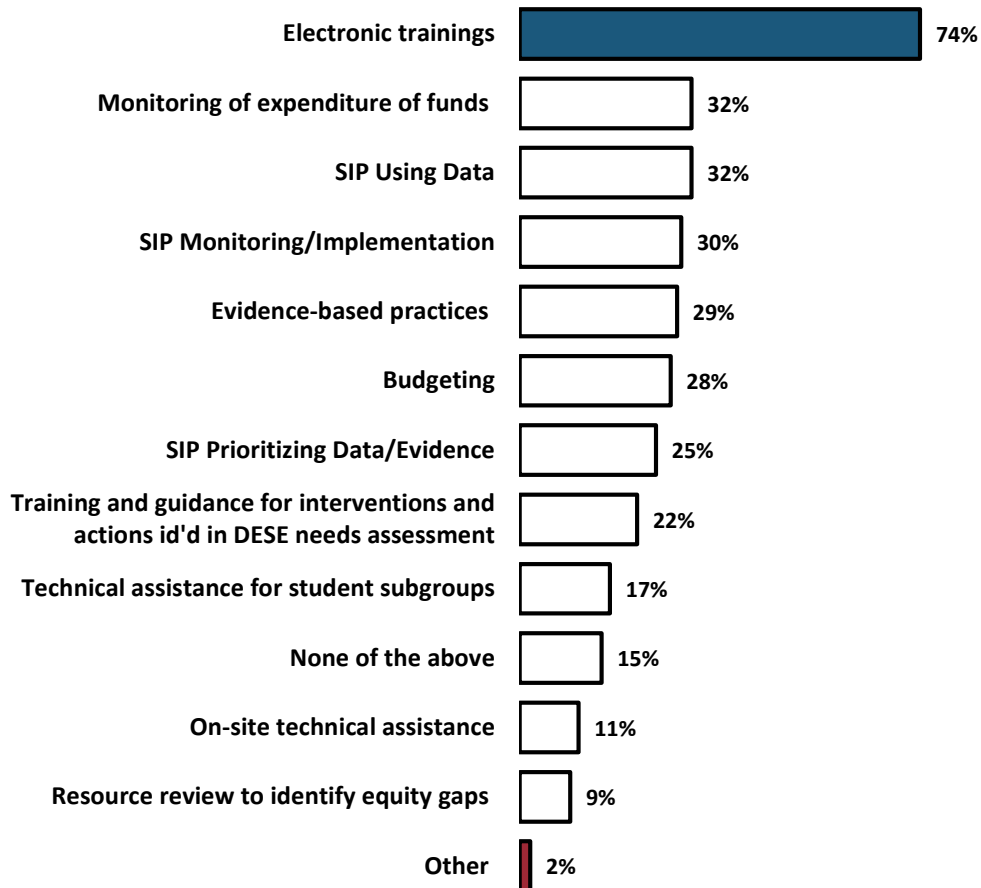 Electronic trainings 74%
Monitoring of expenditure of funds 32%
SIP Using Data 32%
SIP Monitoring/Implementation 30%
Evidence-based practices 29%
Budgeting 28%
SIP Prioritizing Data/Evidence 25%
Training and guidance for interventions and
actions id'd in DESE needs assessment 22%
Technical assistance for student subgroups 17%
None of the above 15%
On-site technical assistance 11%
Resource review to identify equity gaps 9%
Other 2%